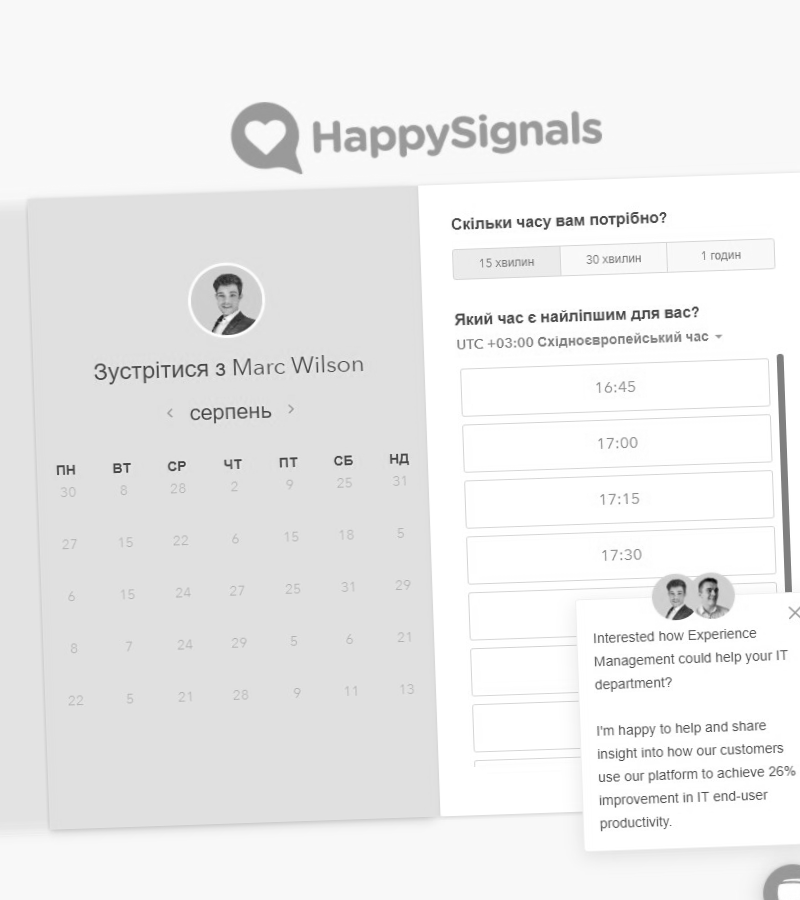 HappySignals
Зустрітися з Marc Wilson
серпень
ПН ВТ СР ЧТ ПТ СБ НД
30 8 28 2 9 25 31
27 15 22 6 15 18 5
6 15 24 27 25 31 29
8 7 24 29 5 6 21
22 5 21 28 9 11 13
Скільки часу вам потрібно?
15 хвилин 30 хвилин 1 годин
Який час є найліпшим для вас?
UTC +03:00 Східноєвропейський час
16:45
17:00
17:15
17:30
Interested how Experience
Management could help your IT
department?
I'm happy to help and share
insight into how our customers
use our platform to achieve 26%
improvement in IT end-user
productivity.